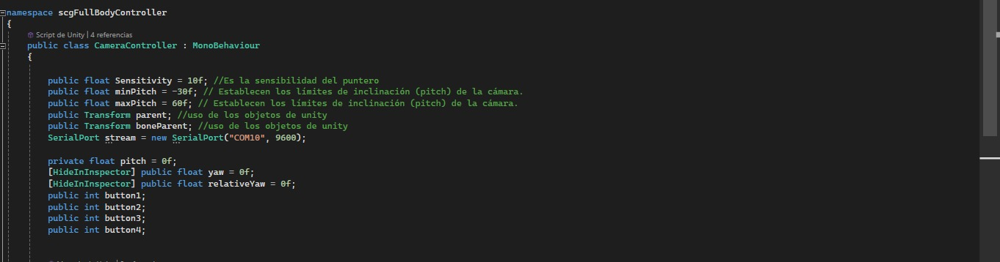 namespace scgFullBodyController
{
Script de Unity | 4 referencias
public class CameraController : MonoBehaviour
{
public float Sensitivity = 10f; //Es la sensibilidad del puntero
public float minPitch = -30f; // Establecen los límites de inclinación (pitch) de la cámara.
public float maxPitch = 60f; // Establecen los límites de inclinación (pitch) de la cámara.
public Transform parent; //uso de los objetos de unity
public Transform boneParent; //uso de los objetos de unity
SerialPort stream = new SerialPort("COM10", 9600);
private float pitch = 0f;
[HideInInspector] public float yaw = 0f;
[HideInInspector] public float relativeYaw = 0f;
public int button1;
public int button2;
public int button3;
public int button4;